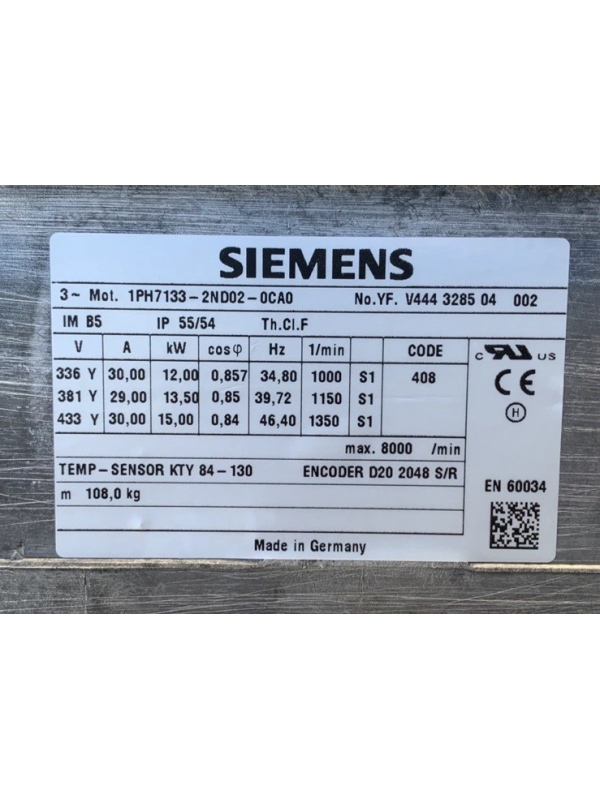 SIEMENS
3~ Mot. 1PH7133-2ND02-0CA0 No.YF. V444 3285 04 002
IM B5 IP 55/54 Th.Cl.F
V A kW cosφ Hz 1/min CODE
336 Y 30,00 12,00 0,857 34,80 1000 S1 408
381 Y 29,00 13,50 0,85 39,72 1150 S1
433 Y 30,00 15,00 0,84 46,40 1350 S1
max. 8000 /min
TEMP-SENSOR KTY 84-130 ENCODER D20 2048 S/R
m 108,0 kg
Made in Germany
c RU US
CE
H
EN 60034